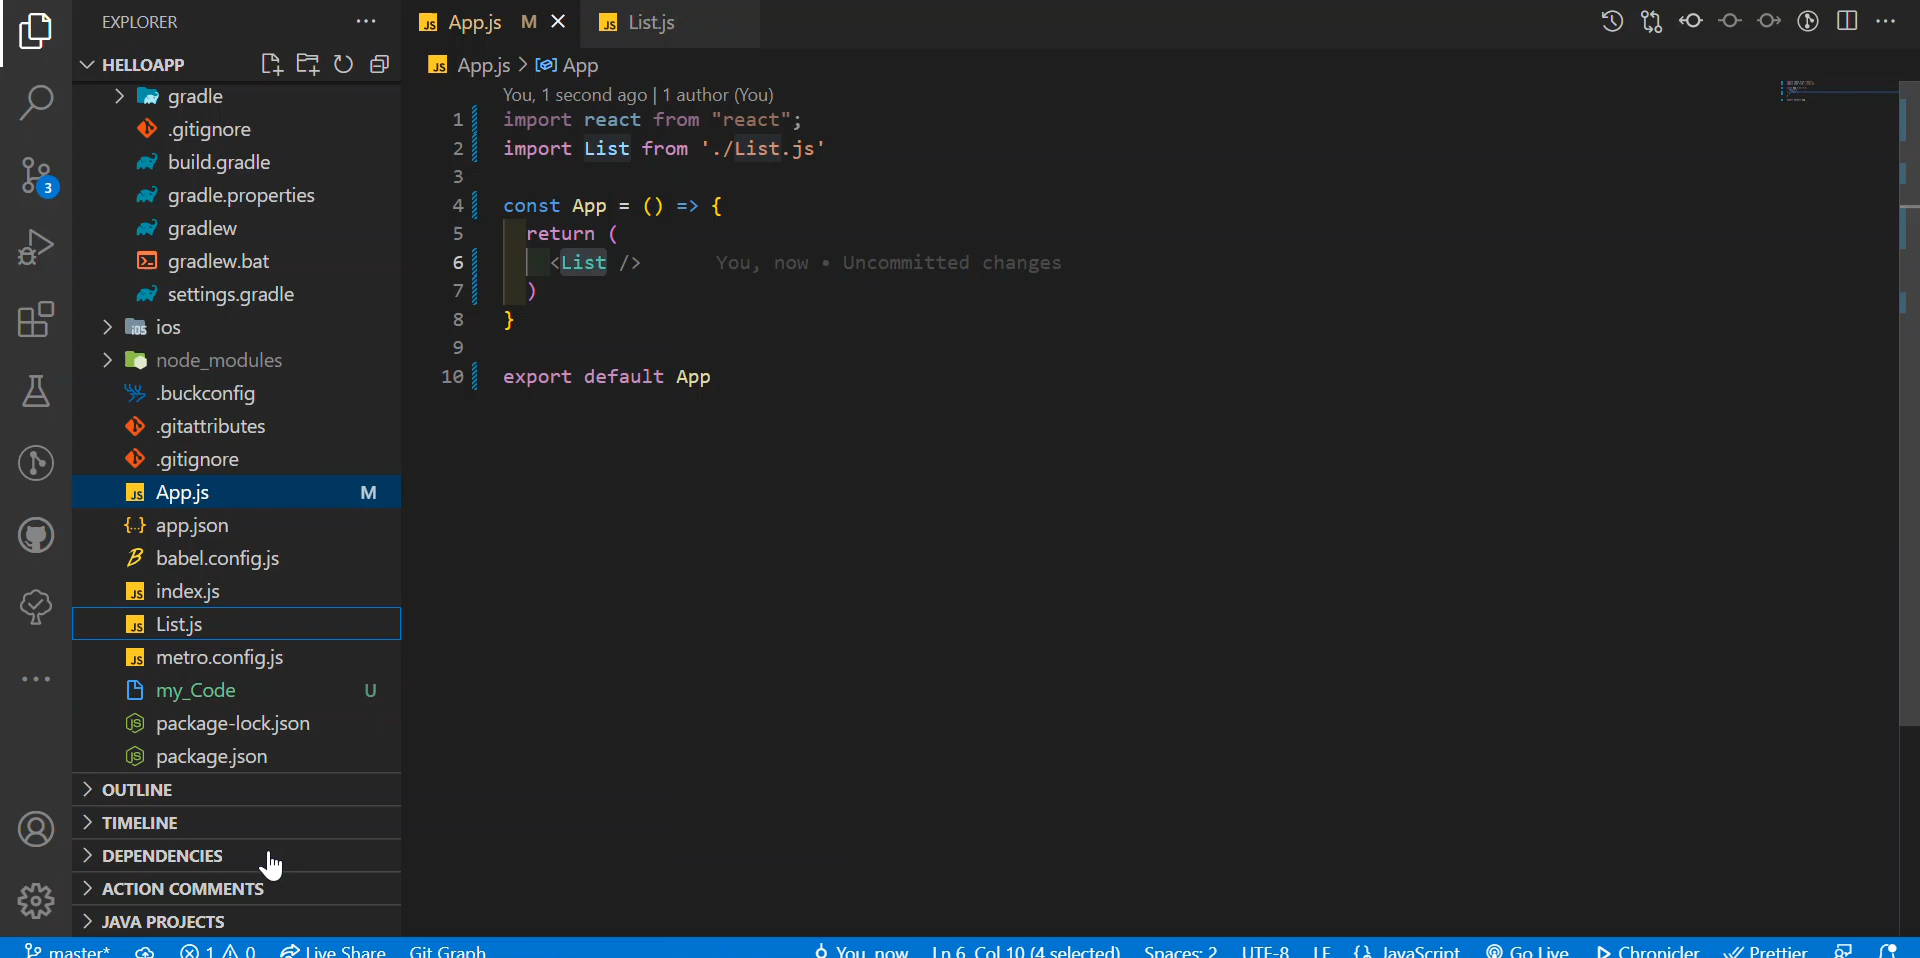 EXPLORER
HELLOAPP
gradle
.gitignore
build.gradle
gradle.properties
gradlew
gradlew.bat
settings.gradle
ios
node_modules
.buckconfig
.gitattributes
.gitignore
App.js M
app.json
babel.config.js
index.js
List.js
metro.config.js
my_Code U
package-lock.json
package.json
OUTLINE
TIMELINE
DEPENDENCIES
ACTION COMMENTS
JAVA PROJECTS
3
JS App.js M
JS List.js
JS App.js > App
You, 1 second ago | 1 author (You)
1 import react from "react";
2 import List from './List.js'
3
4 const App = () => {
5 return (
6 <List /> You, now • Uncommitted changes
7 )
8 }
9
10 export default App
master* 1 0 Live Share Git Graph You, now Ln 6, Col 10 (4 selected) Spaces: 2 UTF-8 LF {} JavaScript Go Live Chronicler Prettier